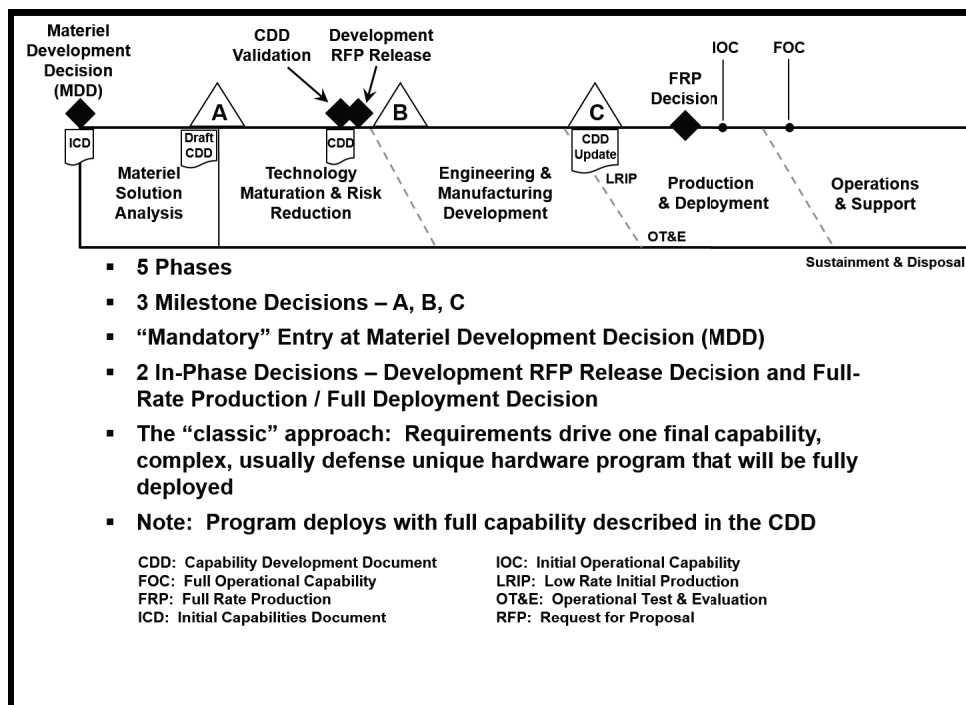 Materiel
Development
Decision
(MDD)
CDD
Validation
Development
RFP Release
IOC
FOC
FRP
Decision
A
B
C
ICD
Draft
CDD
CDD
CDD
Update
LRIP
Materiel
Solution
Analysis
Technology
Maturation & Risk
Reduction
Engineering &
Manufacturing
Development
Production
& Deployment
Operations
& Support
OT&E
Sustainment & Disposal
▪ 5 Phases
▪ 3 Milestone Decisions – A, B, C
▪ “Mandatory” Entry at Materiel Development Decision (MDD)
▪ 2 In-Phase Decisions – Development RFP Release Decision and Full-
Rate Production / Full Deployment Decision
▪ The “classic” approach: Requirements drive one final capability,
complex, usually defense unique hardware program that will be fully
deployed
▪ Note: Program deploys with full capability described in the CDD
CDD: Capability Development Document
FOC: Full Operational Capability
FRP: Full Rate Production
ICD: Initial Capabilities Document
IOC: Initial Operational Capability
LRIP: Low Rate Initial Production
OT&E: Operational Test & Evaluation
RFP: Request for Proposal